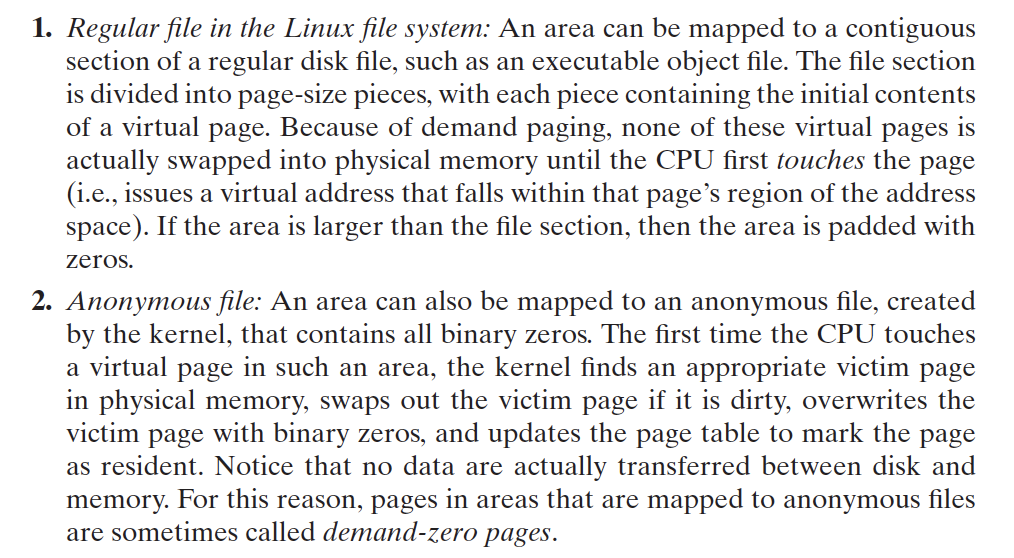 1. Regular file in the Linux file system: An area can be mapped to a contiguous
section of a regular disk file, such as an executable object file. The file section
is divided into page-size pieces, with each piece containing the initial contents
of a virtual page. Because of demand paging, none of these virtual pages is
actually swapped into physical memory until the CPU first touches the page
(i.e., issues a virtual address that falls within that page’s region of the address
space). If the area is larger than the file section, then the area is padded with
zeros.
2. Anonymous file: An area can also be mapped to an anonymous file, created
by the kernel, that contains all binary zeros. The first time the CPU touches
a virtual page in such an area, the kernel finds an appropriate victim page
in physical memory, swaps out the victim page if it is dirty, overwrites the
victim page with binary zeros, and updates the page table to mark the page
as resident. Notice that no data are actually transferred between disk and
memory. For this reason, pages in areas that are mapped to anonymous files
are sometimes called demand-zero pages.